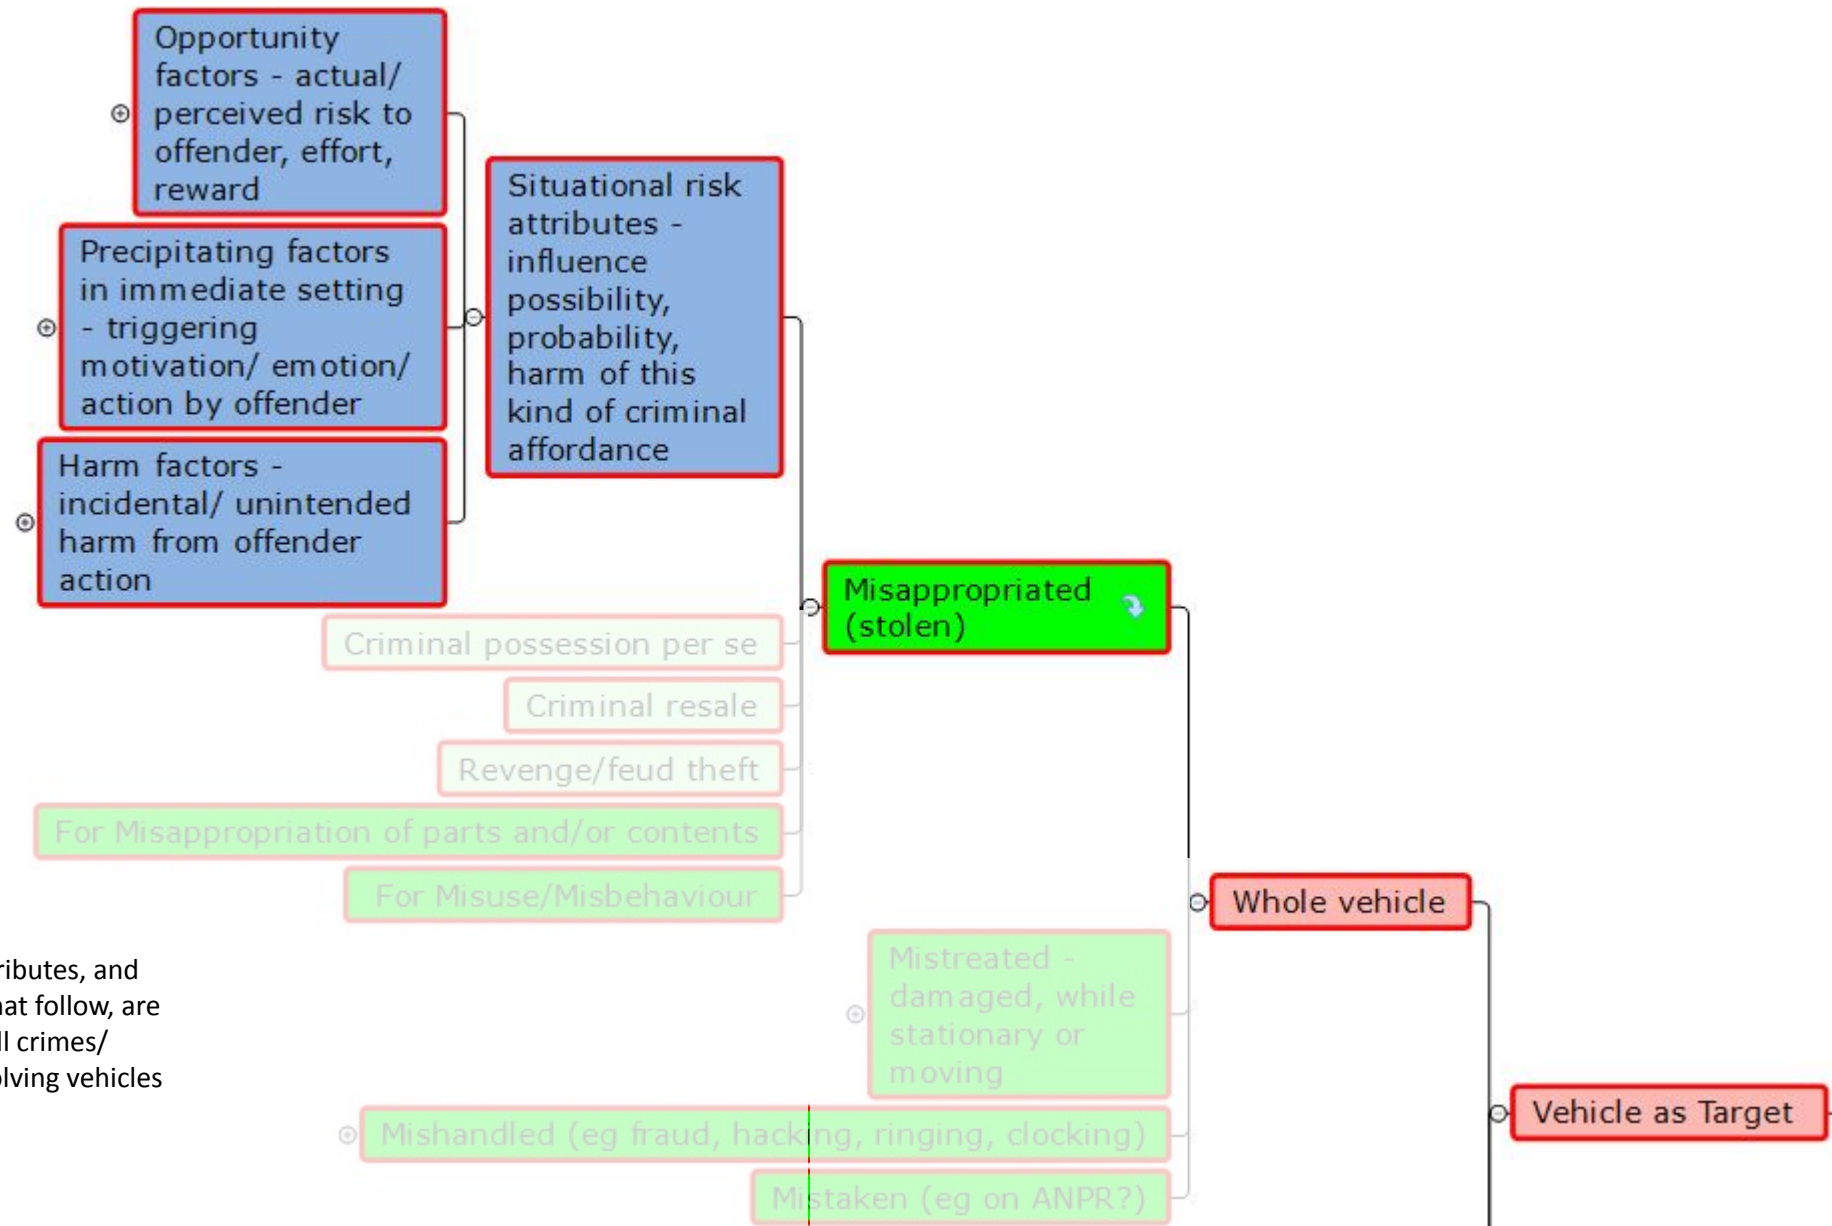 Opportunity
factors - actual/
perceived risk to
offender, effort,
reward
Precipitating factors
in immediate setting
- triggering
motivation/ emotion/
action by offender
Harm factors -
incidental/ unintended
harm from offender
action
Situational risk
attributes -
influence
possibility,
probability,
harm of this
kind of criminal
affordance
Misappropriated
(stolen)
Criminal possession per se
Criminal resale
Revenge/feud theft
For Misappropriation of parts and/or contents
For Misuse/Misbehaviour
Whole vehicle
Mistreated -
damaged, while
stationary or
moving
Mishandled (eg fraud, hacking, ringing, clocking)
Mistaken (eg on ANPR?)
Vehicle as Target
and
follow, are
crimes/
vehicles